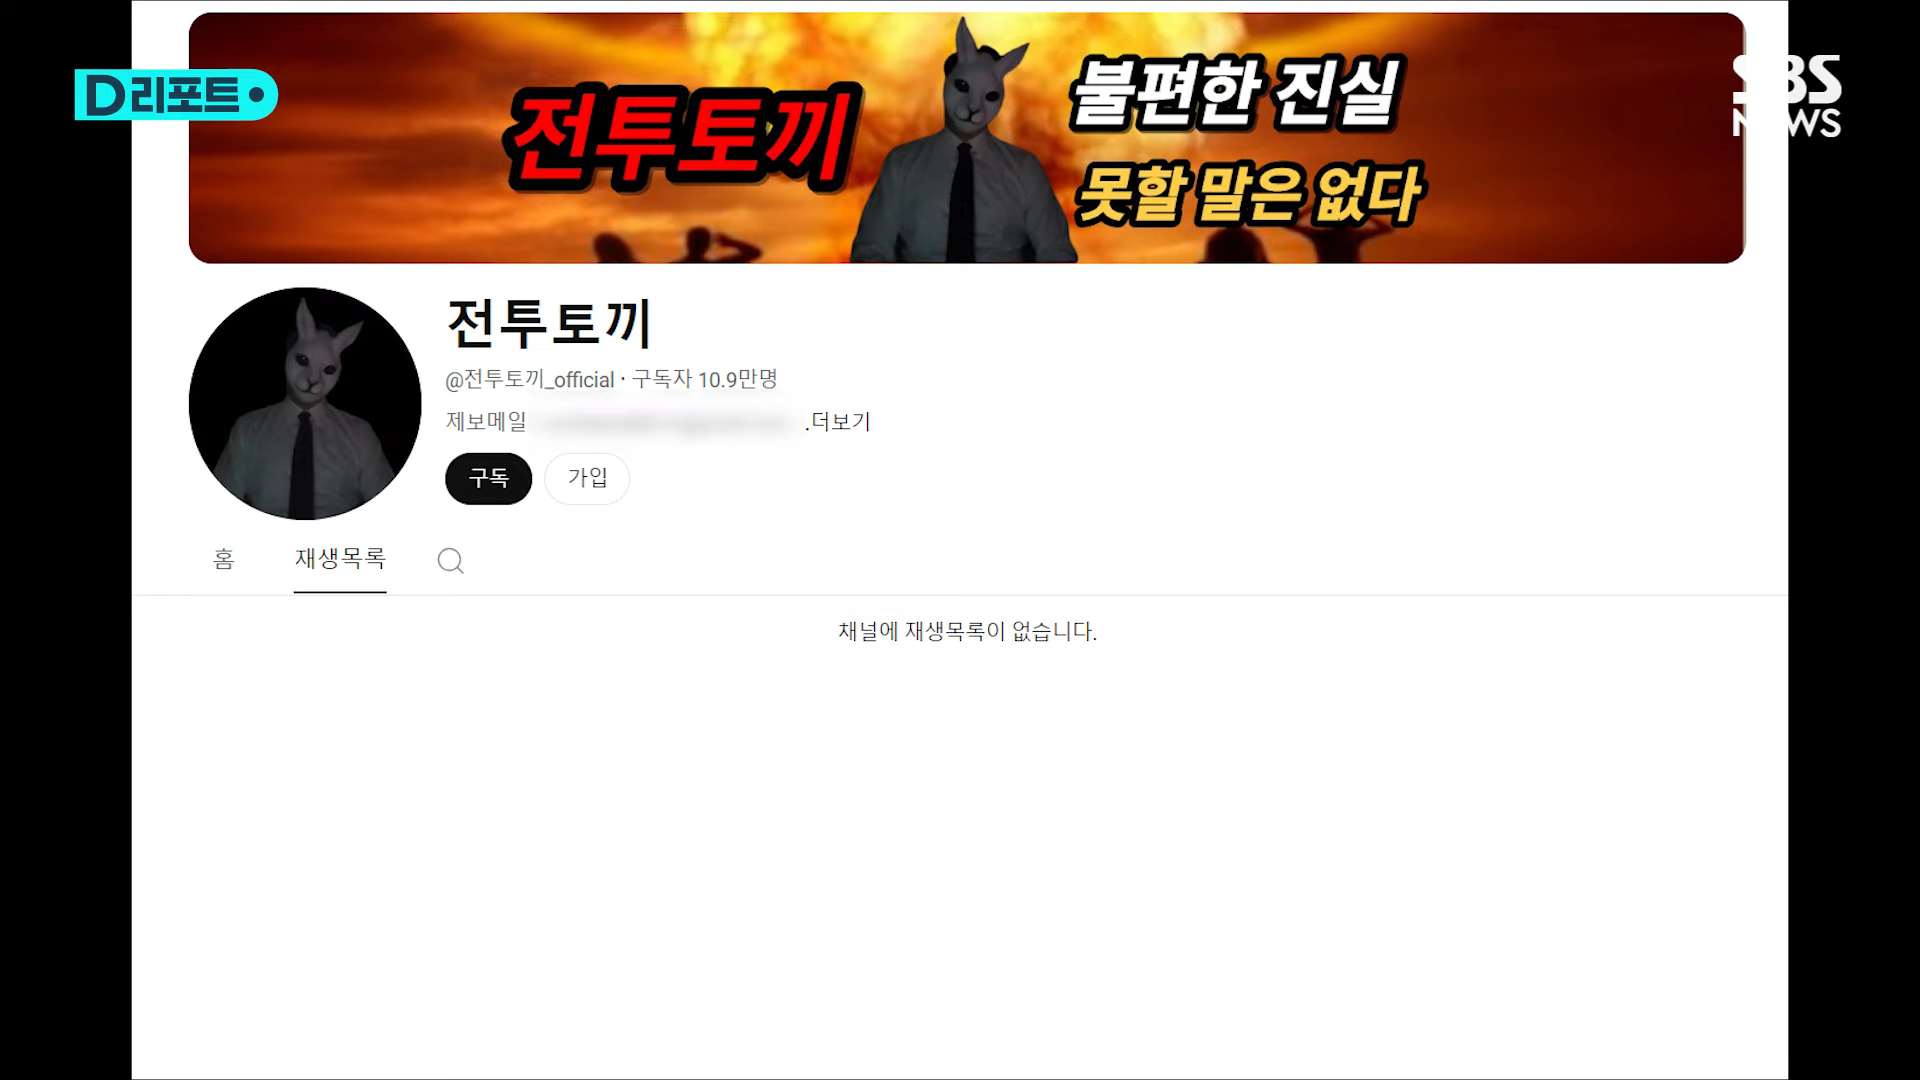 D리포트
SBS
NEWS
전투토끼
불편한 진실
못할 말은 없다
전투토끼
@전투토끼_official · 구독자 10.9만명
제보메일 .더보기
구독 가입
홈 재생목록
채널에 재생목록이 없습니다.